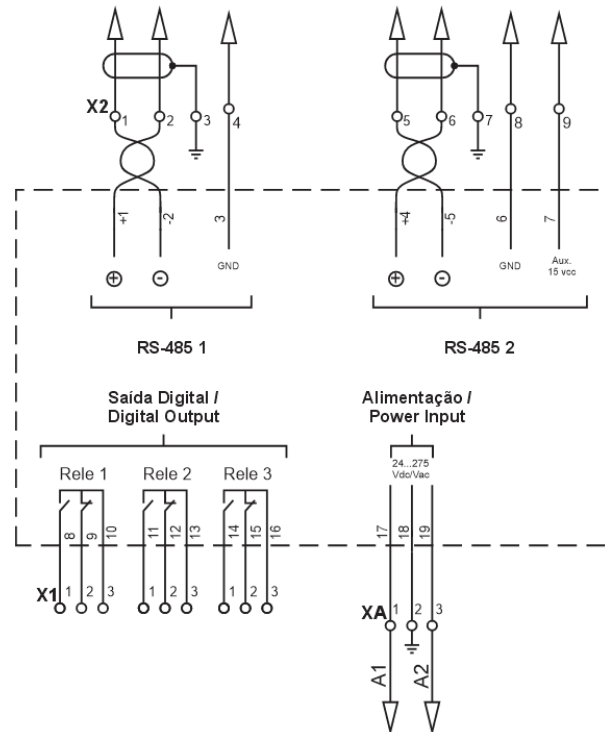 X2
1 2 3 4
5 6 7 8 9
+1 -2 3
+4 -5 6 7
+ - GND
+ - GND Aux.
15 vcc
RS-485 1
RS-485 2
Saída Digital /
Digital Output
Alimentação /
Power Input
Rele 1 Rele 2 Rele 3
24...275
Vdc/Vac
8 9 10 11 12 13 14 15 16
17 18 19
X1
1 2 3 1 2 3 1 2 3
XA
1 2 3
A1 A2